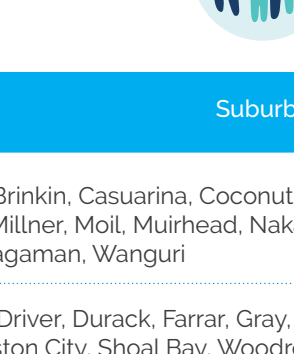 Suburb
Brinkin, Casuarina, Coconut
Millner, Moil, Muirhead, Nak
agaman, Wanguri
Driver, Durack, Farrar, Gray,
ston City, Shoal Bay, Woodro